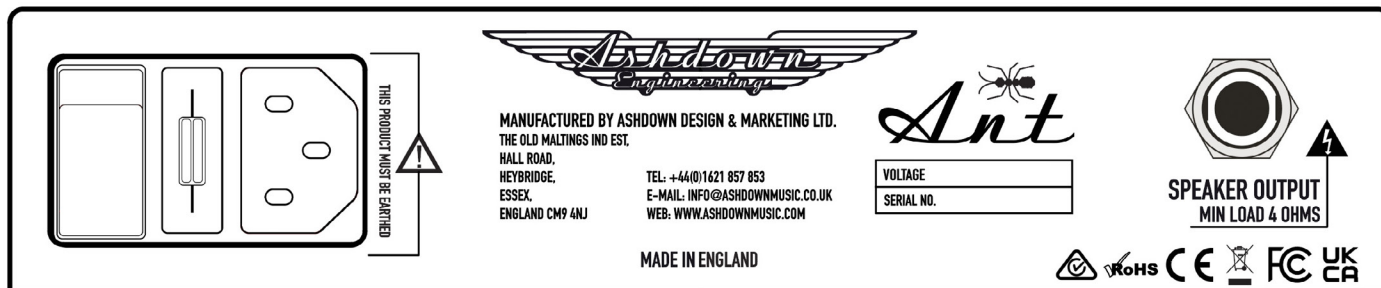 THIS PRODUCT MUST BE EARTHED
Ashdown
Engineering
MANUFACTURED BY ASHDOWN DESIGN & MARKETING LTD.
THE OLD MALTINGS IND EST,
HALL ROAD,
HEYBRIDGE,
ESSEX,
ENGLAND CM9 4NJ
TEL: +44(0)1621 857 853
E-MAIL: INFO@ASHDOWNMUSIC.CO.UK
WEB: WWW.ASHDOWNMUSIC.COM
MADE IN ENGLAND
Ant
VOLTAGE
SERIAL NO.
SPEAKER OUTPUT
MIN LOAD 4 OHMS
RoHS CE FC UK
CA